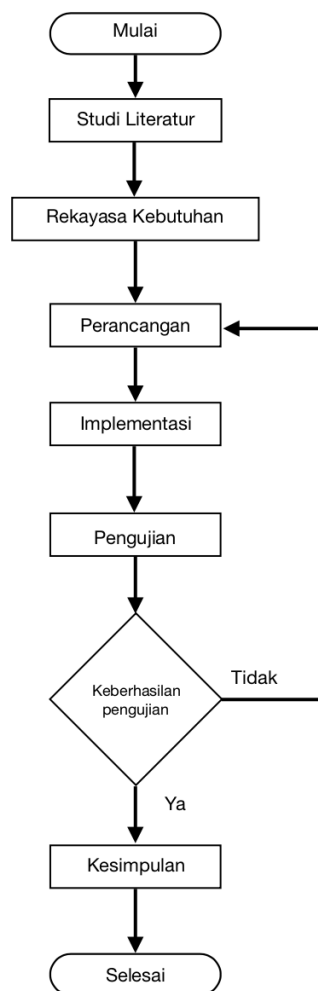 Mulai
Studi Literatur
Rekayasa Kebutuhan
Perancangan
Implementasi
Pengujian
Keberhasilan
pengujian
Tidak
Ya
Kesimpulan
Selesai